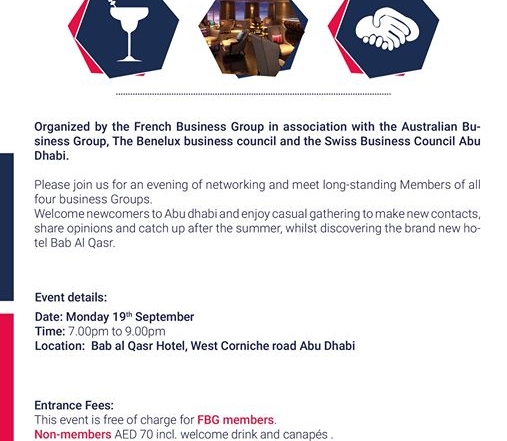 Organized by the French Business Group in association with the Australian Bu-
siness Group, The Benelux business council and the Swiss Business Council Abu
Dhabi.
Please join us for an evening of networking and meet long-standing Members of all
four business Groups.
Welcome newcomers to Abu dhabi and enjoy casual gathering to make new contacts,
share opinions and catch up after the summer, whilst discovering the brand new ho-
tel Bab Al Qasr.
Event details:
Date: Monday 19th September
Time: 7.00pm to 9.00pm
Location: Bab al Qasr Hotel, West Corniche road Abu Dhabi
Entrance Fees:
This event is free of charge for FBG members.
Non-members AED 70 incl. welcome drink and canapés .